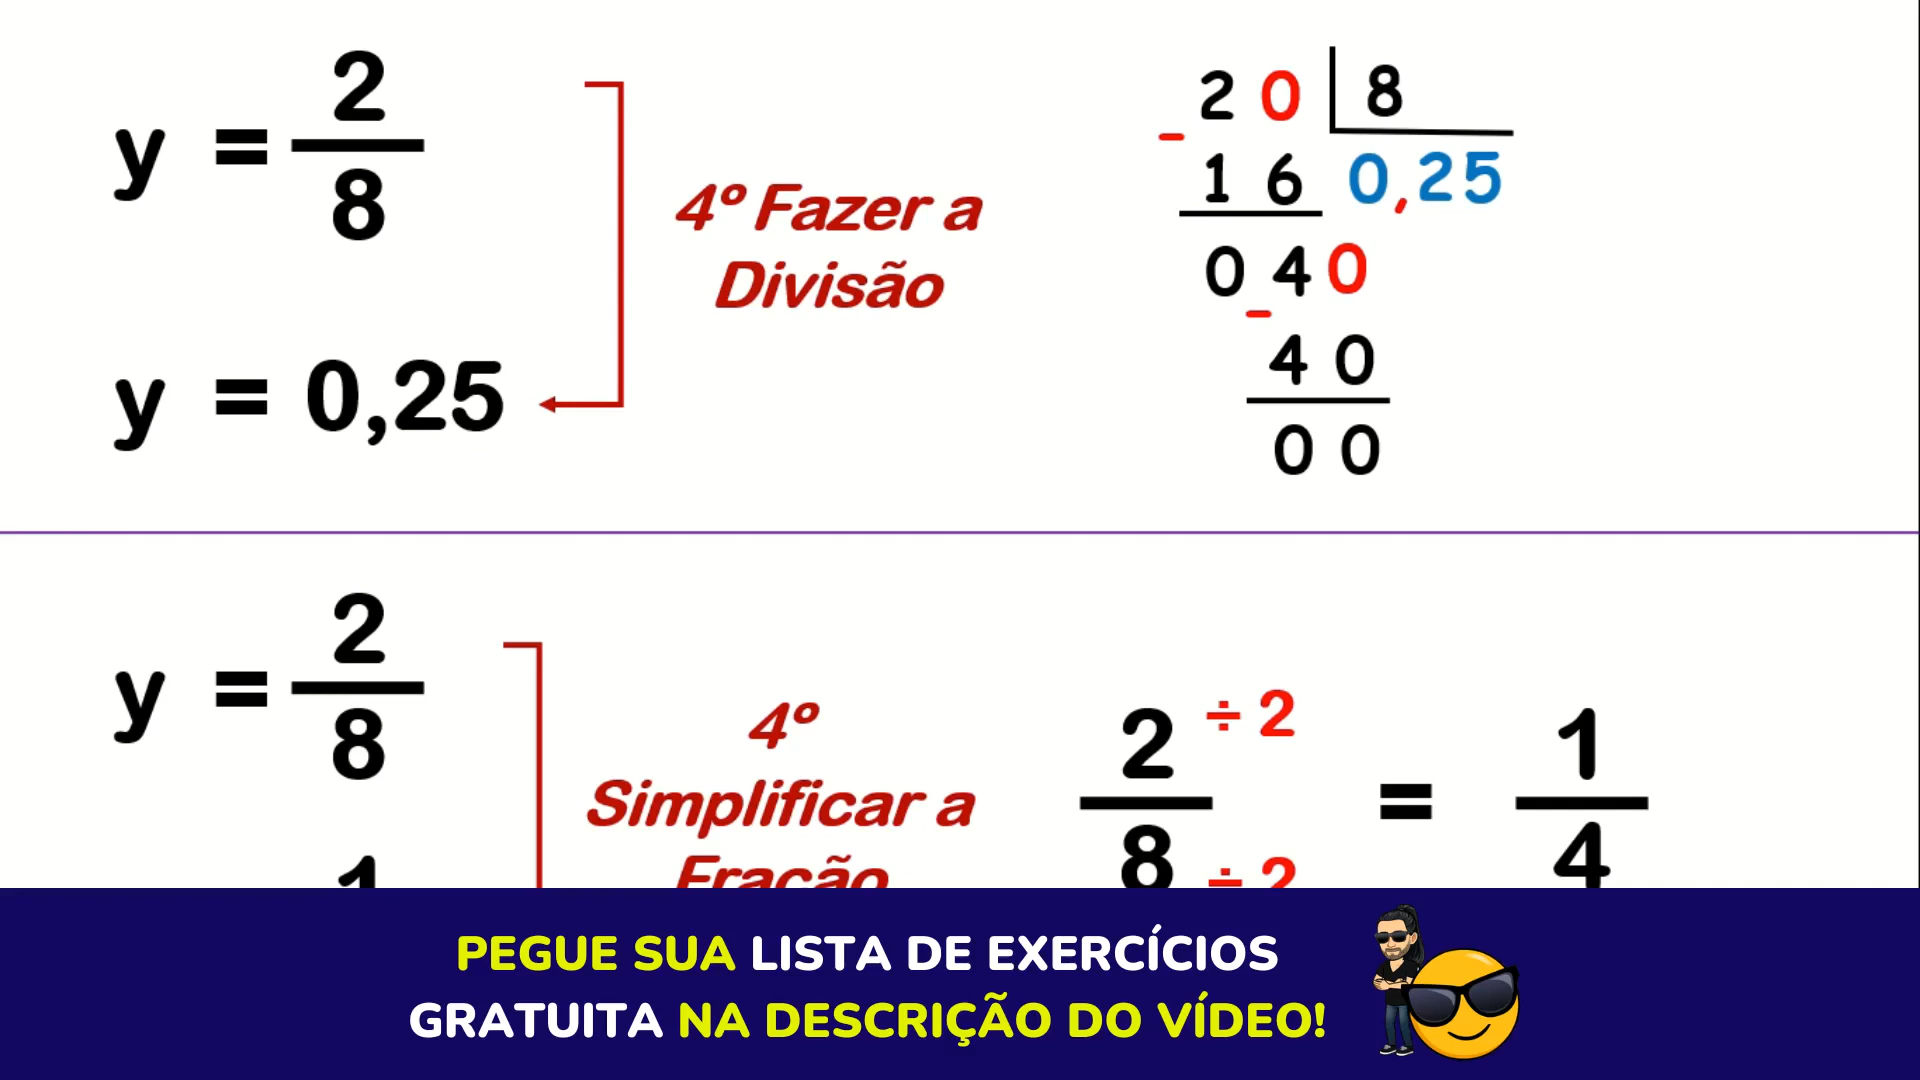 y = 2/8
4º Fazer a
Divisão
y = 0,25
2 0 | 8
- 1 6 0,25
0 4 0
- 4 0
0 0
y = 2/8
4º
Simplificar a
Fração
1
2 ÷ 2
8 ÷ 2
= 1/4
PEGUE SUA LISTA DE EXERCÍCIOS
GRATUITA NA DESCRIÇÃO DO VÍDEO!